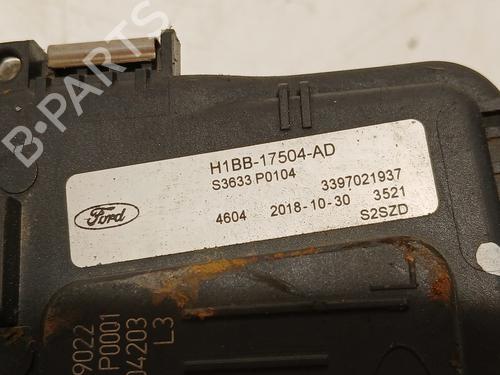 B-PARTS
H1BB-17504-AD
S3633 P0104
3397021937
4604 2018-10-30 3521
S2SZD
Ford
9022
P0001
04203
L3